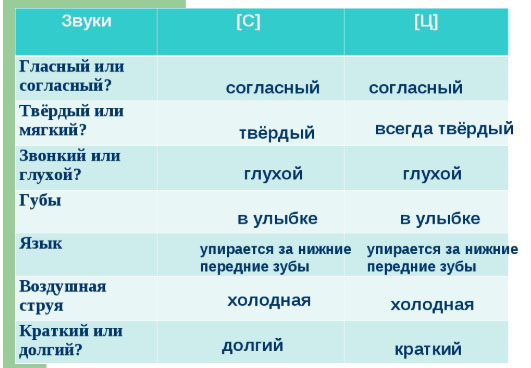 Звуки [С] [Ц]
Гласный или
согласный?
согласный согласный
Твёрдый или
мягкий?
твёрдый всегда твёрдый
Звонкий или
глухой?
глухой глухой
Губы
в улыбке в улыбке
Язык
упирается за нижние упирается за нижние
передние зубы передние зубы
Воздушная
струя
холодная холодная
Краткий или
долгий?
долгий краткий